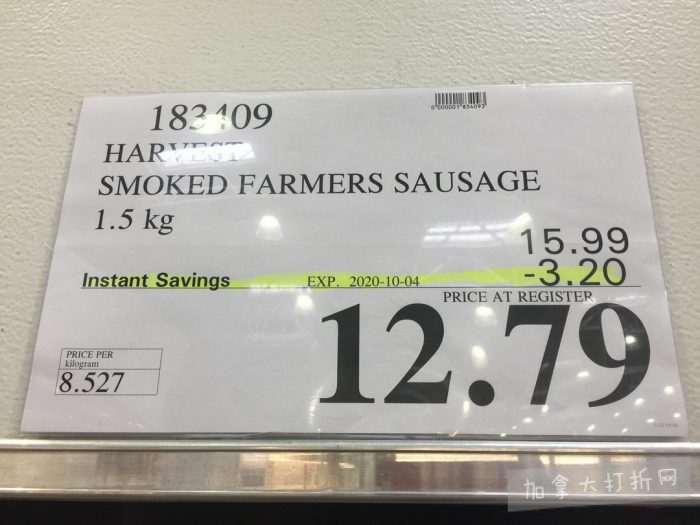 183409
0000001834093
HARVEST
SMOKED FARMERS SAUSAGE
1.5 kg
15.99
Instant Savings EXP. 2020-10-04 -3.20
PRICE AT REGISTER
12.79
PRICE PER
kilogram
8.527
加拿大打折网